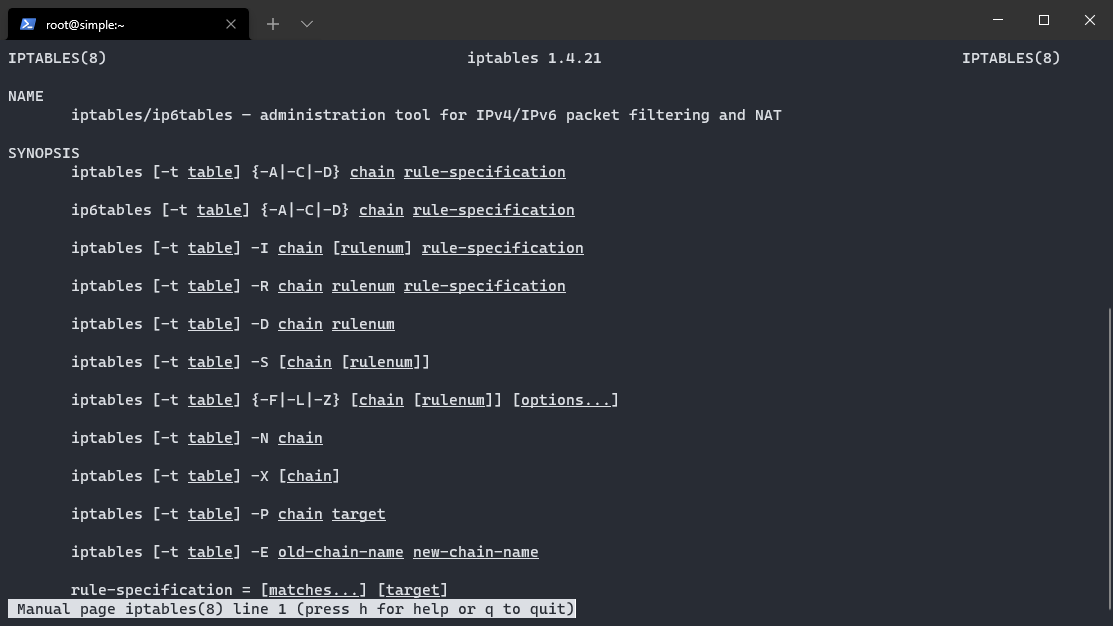 root@simple:~
IPTABLES(8) iptables 1.4.21 IPTABLES(8)
NAME
iptables/ip6tables — administration tool for IPv4/IPv6 packet filtering and NAT
SYNOPSIS
iptables [-t table] {-A|-C|-D} chain rule-specification
ip6tables [-t table] {-A|-C|-D} chain rule-specification
iptables [-t table] -I chain [rulenum] rule-specification
iptables [-t table] -R chain rulenum rule-specification
iptables [-t table] -D chain rulenum
iptables [-t table] -S [chain [rulenum]]
iptables [-t table] {-F|-L|-Z} [chain [rulenum]] [options...]
iptables [-t table] -N chain
iptables [-t table] -X [chain]
iptables [-t table] -P chain target
iptables [-t table] -E old-chain-name new-chain-name
rule-specification = [matches...] [target]
Manual page iptables(8) line 1 (press h for help or q to quit)